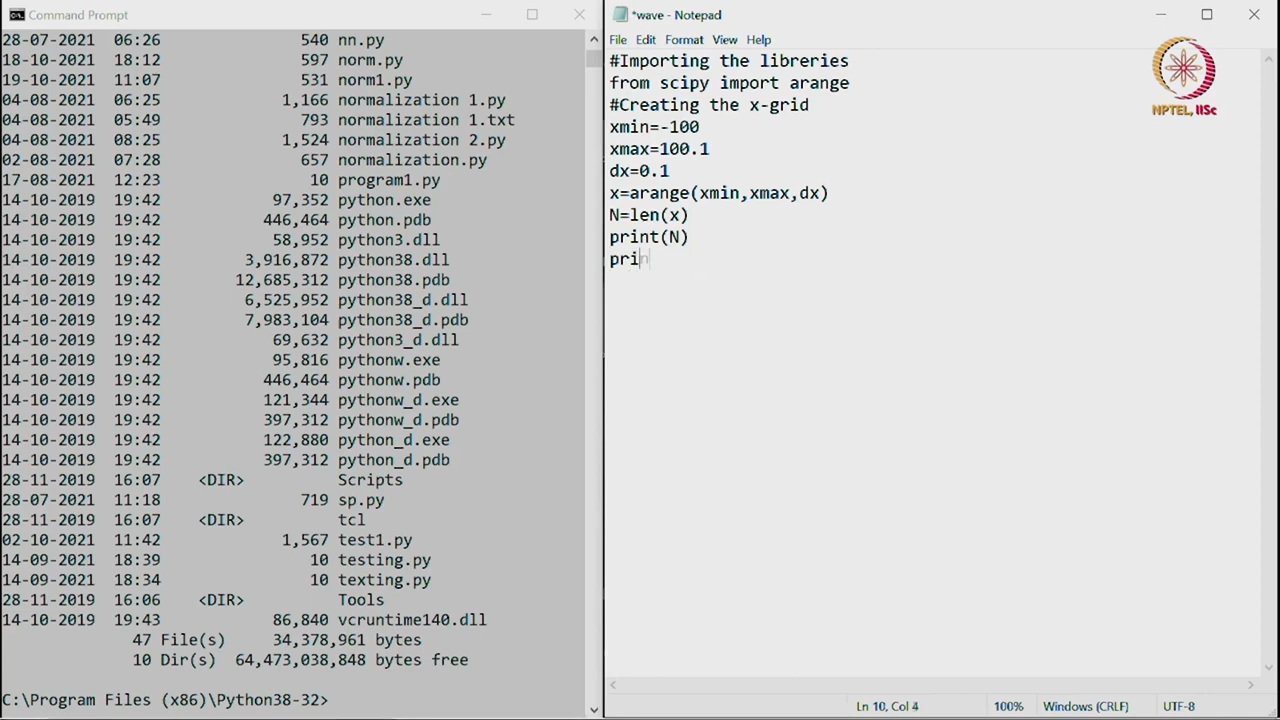 Command Prompt
28-07-2021 06:26 540 nn.py
18-10-2021 18:12 597 norm.py
19-10-2021 11:07 531 norm1.py
04-08-2021 06:25 1,166 normalization 1.py
04-08-2021 05:49 793 normalization 1.txt
04-08-2021 08:25 1,524 normalization 2.py
02-08-2021 07:28 657 normalization.py
17-08-2021 12:23 10 program1.py
14-10-2019 19:42 97,352 python.exe
14-10-2019 19:42 446,464 python.pdb
14-10-2019 19:42 58,952 python3.dll
14-10-2019 19:42 3,916,872 python38.dll
14-10-2019 19:42 12,685,312 python38.pdb
14-10-2019 19:42 6,525,952 python38_d.dll
14-10-2019 19:42 7,983,104 python38_d.pdb
14-10-2019 19:42 69,632 python3_d.dll
14-10-2019 19:42 95,816 pythonw.exe
14-10-2019 19:42 446,464 pythonw.pdb
14-10-2019 19:42 121,344 pythonw_d.exe
14-10-2019 19:42 397,312 pythonw_d.pdb
14-10-2019 19:42 122,880 python_d.exe
14-10-2019 19:42 397,312 python_d.pdb
28-11-2019 16:07 <DIR> Scripts
28-07-2021 11:18 719 sp.py
28-11-2019 16:07 <DIR> tcl
02-10-2021 11:42 1,567 test1.py
14-09-2021 18:39 10 testing.py
14-09-2021 18:34 10 texting.py
28-11-2019 16:06 <DIR> Tools
14-10-2019 19:43 86,840 vcruntime140.dll
47 File(s) 34,378,961 bytes
10 Dir(s) 64,473,038,848 bytes free
C:\Program Files (x86)\Python38-32>
*wave - Notepad
File Edit Format View Help
#Importing the libraries
from scipy import arange
#Creating the x-grid
xmin=-100
xmax=100.1
dx=0.1
x=arange(xmin,xmax,dx)
N=len(x)
print(N)
prin
NPTEL, IISc
Ln 10, Col 4 100% Windows (CRLF) UTF-8